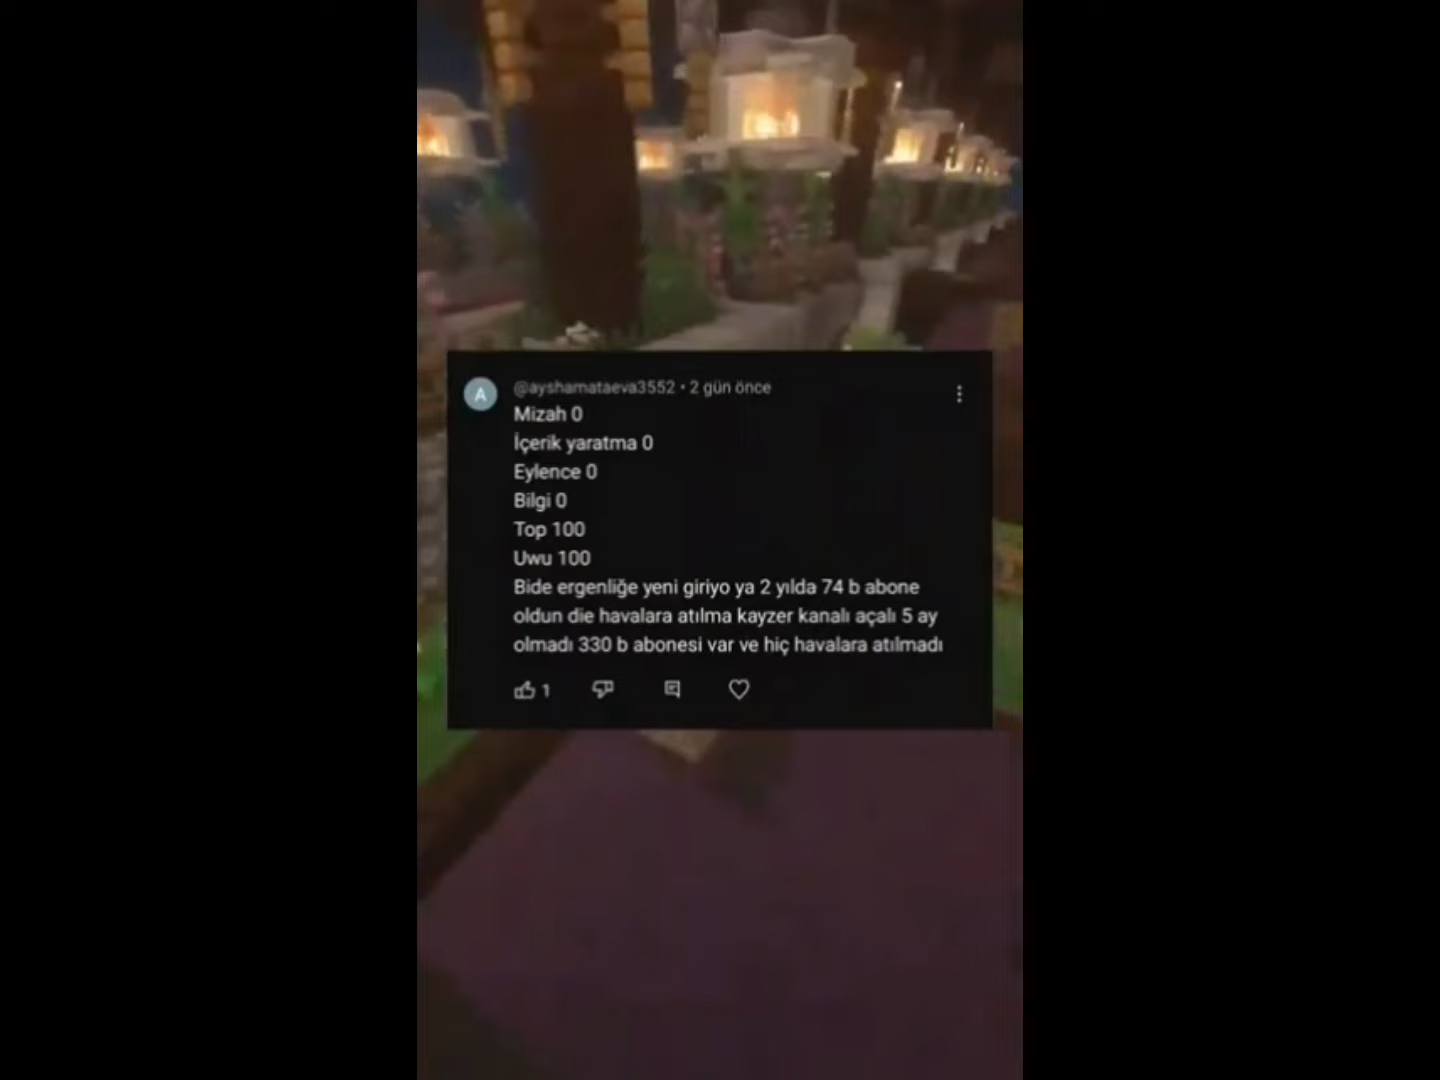 @ayshamataeva3552 • 2 gün önce
Mizah 0
İçerik yaratma 0
Eylence 0
Bilgi 0
Top 100
Uwu 100
Bide ergenliğe yeni giriyo ya 2 yılda 74 b abone
oldun die havalara atılma kayzer kanalı açalı 5 ay
olmadı 330 b abonesi var ve hiç havalara atılmadı
1
A